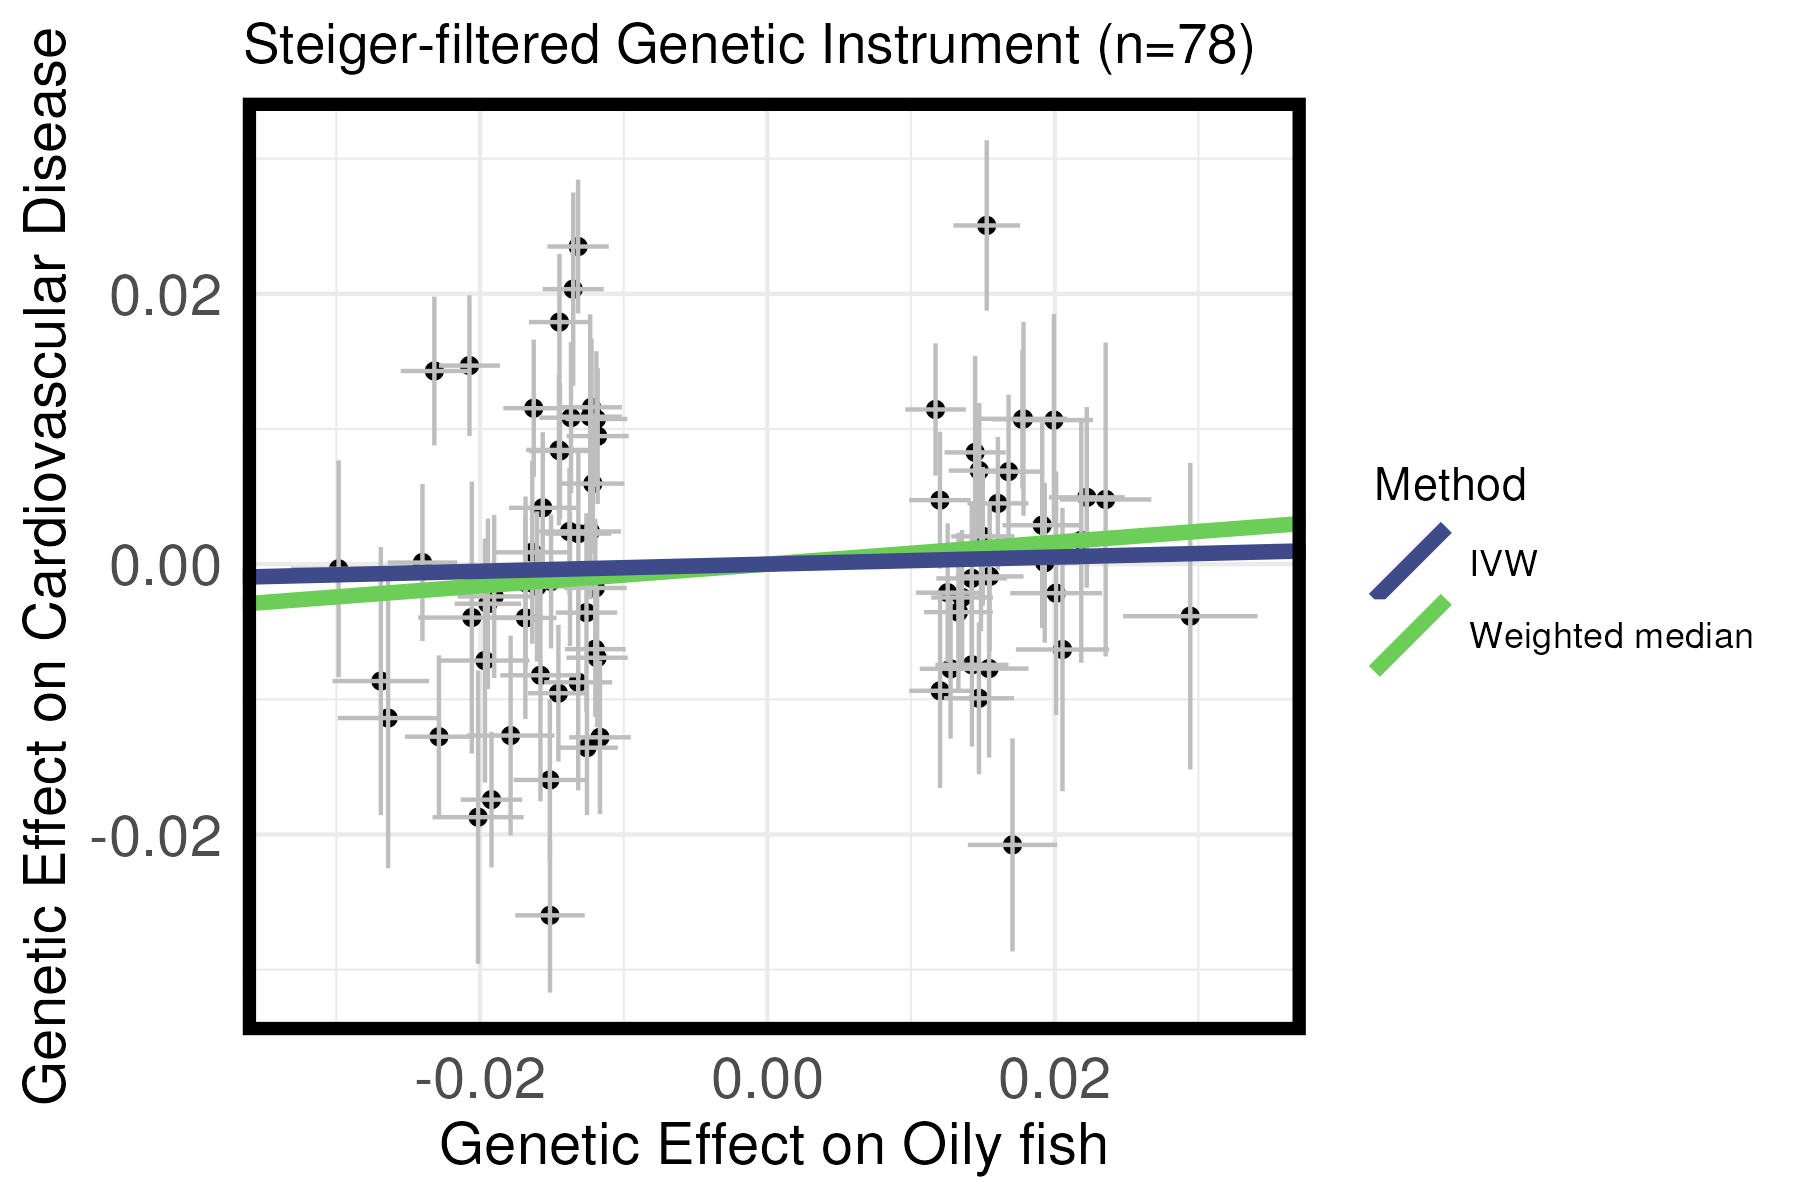 Steiger-filtered Genetic Instrument (n=78)
Genetic Effect on Cardiovascular Disease
0.02
0.00
-0.02
-0.02 0.00 0.02
Genetic Effect on Oily fish
Method
IVW
Weighted median